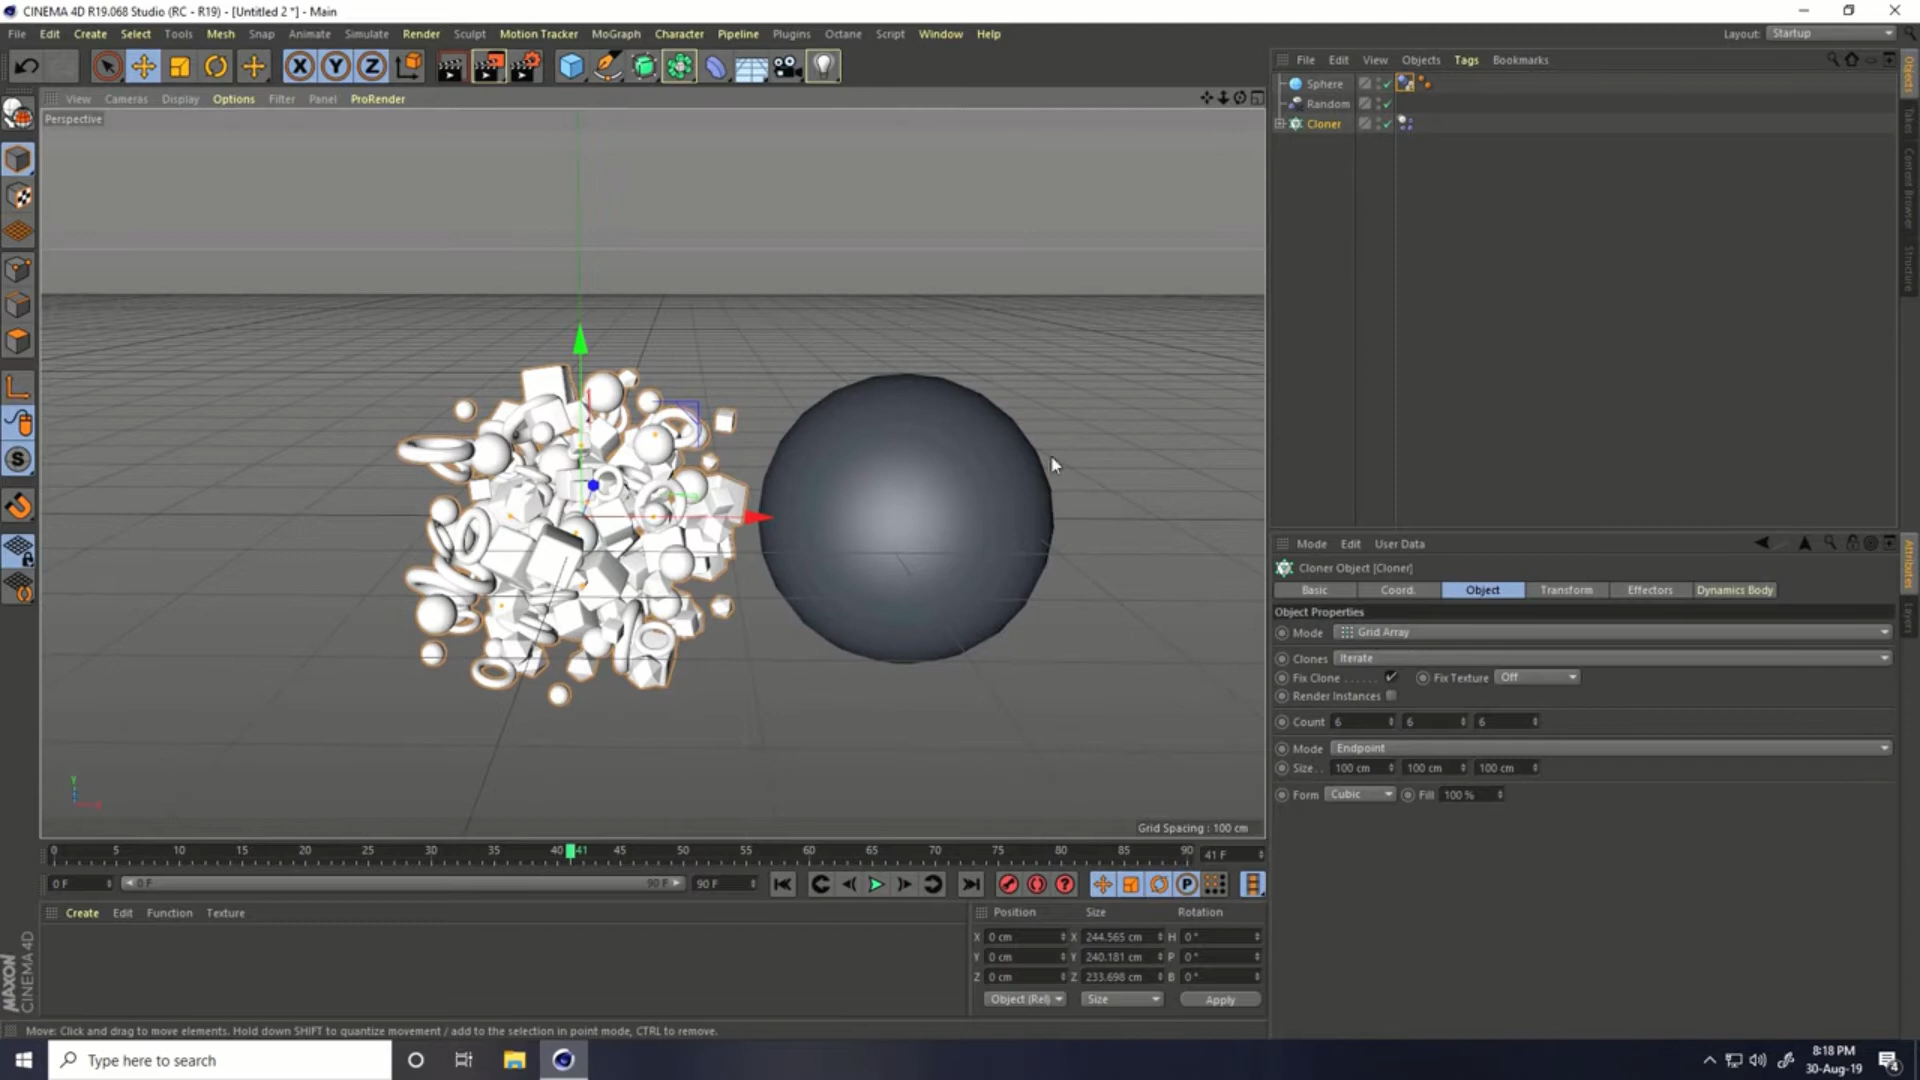 CINEMA 4D R19.068 Studio (RC - R19) - [Untitled 2 *] - Main
File Edit Create Select Tools Mesh Snap Animate Simulate Render Sculpt Motion Tracker MoGraph Character Pipeline Plugins Octane Script Window Help
Layout: Startup
X Y Z
View Cameras Display Options Filter Panel ProRender
Perspective
Grid Spacing : 100 cm
Y
S
File Edit View Objects Tags Bookmarks
Sphere
Random
Cloner
Objects
Takes
Content Browser
Structure
Mode Edit User Data
Cloner Object [Cloner]
Basic Coord. Object Transform Effectors Dynamics Body
Object Properties
Mode Grid Array
Clones Iterate
Fix Clone . . . . . . Fix Texture Off
Render Instances
Count 6 6 6
Mode Endpoint
Size . . 100 cm 100 cm 100 cm
Form Cubic Fill 100 %
Attributes
Layers
0 5 10 15 20 25 30 35 40 41 45 50 55 60 65 70 75 80 85 90 41 F
0 F 0 F 90 F 90 F
P
Create Edit Function Texture
Position Size Rotation
X 0 cm X 244.565 cm H 0 °
Y 0 cm Y 240.181 cm P 0 °
Z 0 cm Z 233.698 cm B 0 °
Object (Rel) Size Apply
MAXON
CINEMA 4D
Move: Click and drag to move elements. Hold down SHIFT to quantize movement / add to the selection in point mode, CTRL to remove.
Type here to search
8:18 PM
30-Aug-19
4